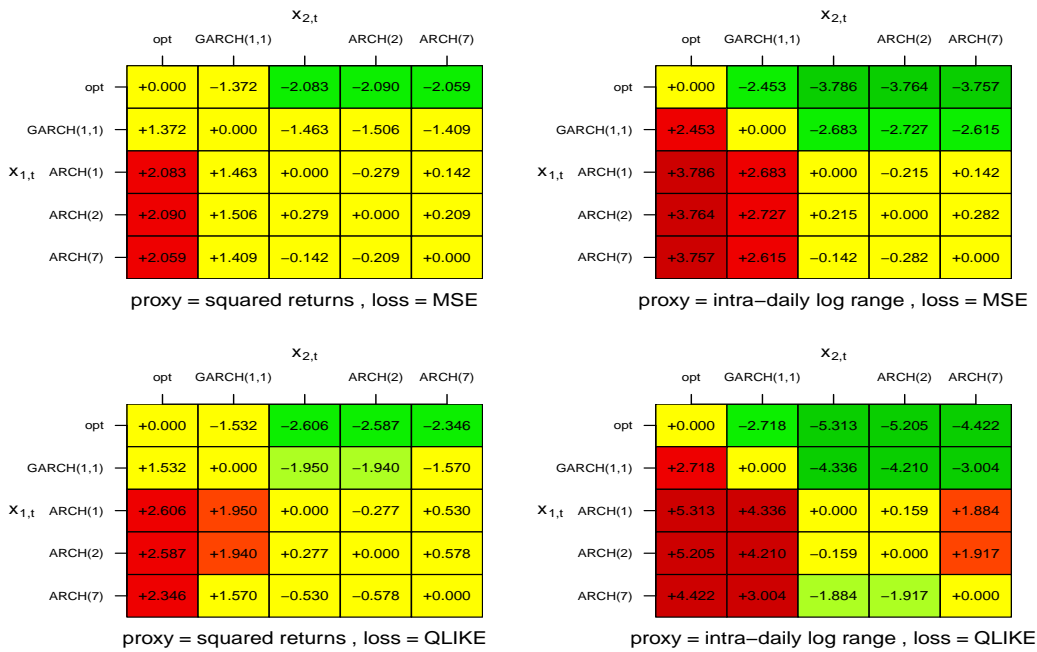 x2,t
opt GARCH(1,1) ARCH(2) ARCH(7)
opt +0.000 −1.372 −2.083 −2.090 −2.059
GARCH(1,1) +1.372 +0.000 −1.463 −1.506 −1.409
x1,t ARCH(1) +2.083 +1.463 +0.000 −0.279 +0.142
ARCH(2) +2.090 +1.506 +0.279 +0.000 +0.209
ARCH(7) +2.059 +1.409 −0.142 −0.209 +0.000
proxy = squared returns , loss = MSE
x2,t
opt GARCH(1,1) ARCH(2) ARCH(7)
opt +0.000 −2.453 −3.786 −3.764 −3.757
GARCH(1,1) +2.453 +0.000 −2.683 −2.727 −2.615
x1,t ARCH(1) +3.786 +2.683 +0.000 −0.215 +0.142
ARCH(2) +3.764 +2.727 +0.215 +0.000 +0.282
ARCH(7) +3.757 +2.615 −0.142 −0.282 +0.000
proxy = intra−daily log range , loss = MSE
x2,t
opt GARCH(1,1) ARCH(2) ARCH(7)
opt +0.000 −1.532 −2.606 −2.587 −2.346
GARCH(1,1) +1.532 +0.000 −1.950 −1.940 −1.570
x1,t ARCH(1) +2.606 +1.950 +0.000 −0.277 +0.530
ARCH(2) +2.587 +1.940 +0.277 +0.000 +0.578
ARCH(7) +2.346 +1.570 −0.530 −0.578 +0.000
proxy = squared returns , loss = QLIKE
x2,t
opt GARCH(1,1) ARCH(2) ARCH(7)
opt +0.000 −2.718 −5.313 −5.205 −4.422
GARCH(1,1) +2.718 +0.000 −4.336 −4.210 −3.004
x1,t ARCH(1) +5.313 +4.336 +0.000 +0.159 +1.884
ARCH(2) +5.205 +4.210 −0.159 +0.000 +1.917
ARCH(7) +4.422 +3.004 −1.884 −1.917 +0.000
proxy = intra−daily log range , loss = QLIKE